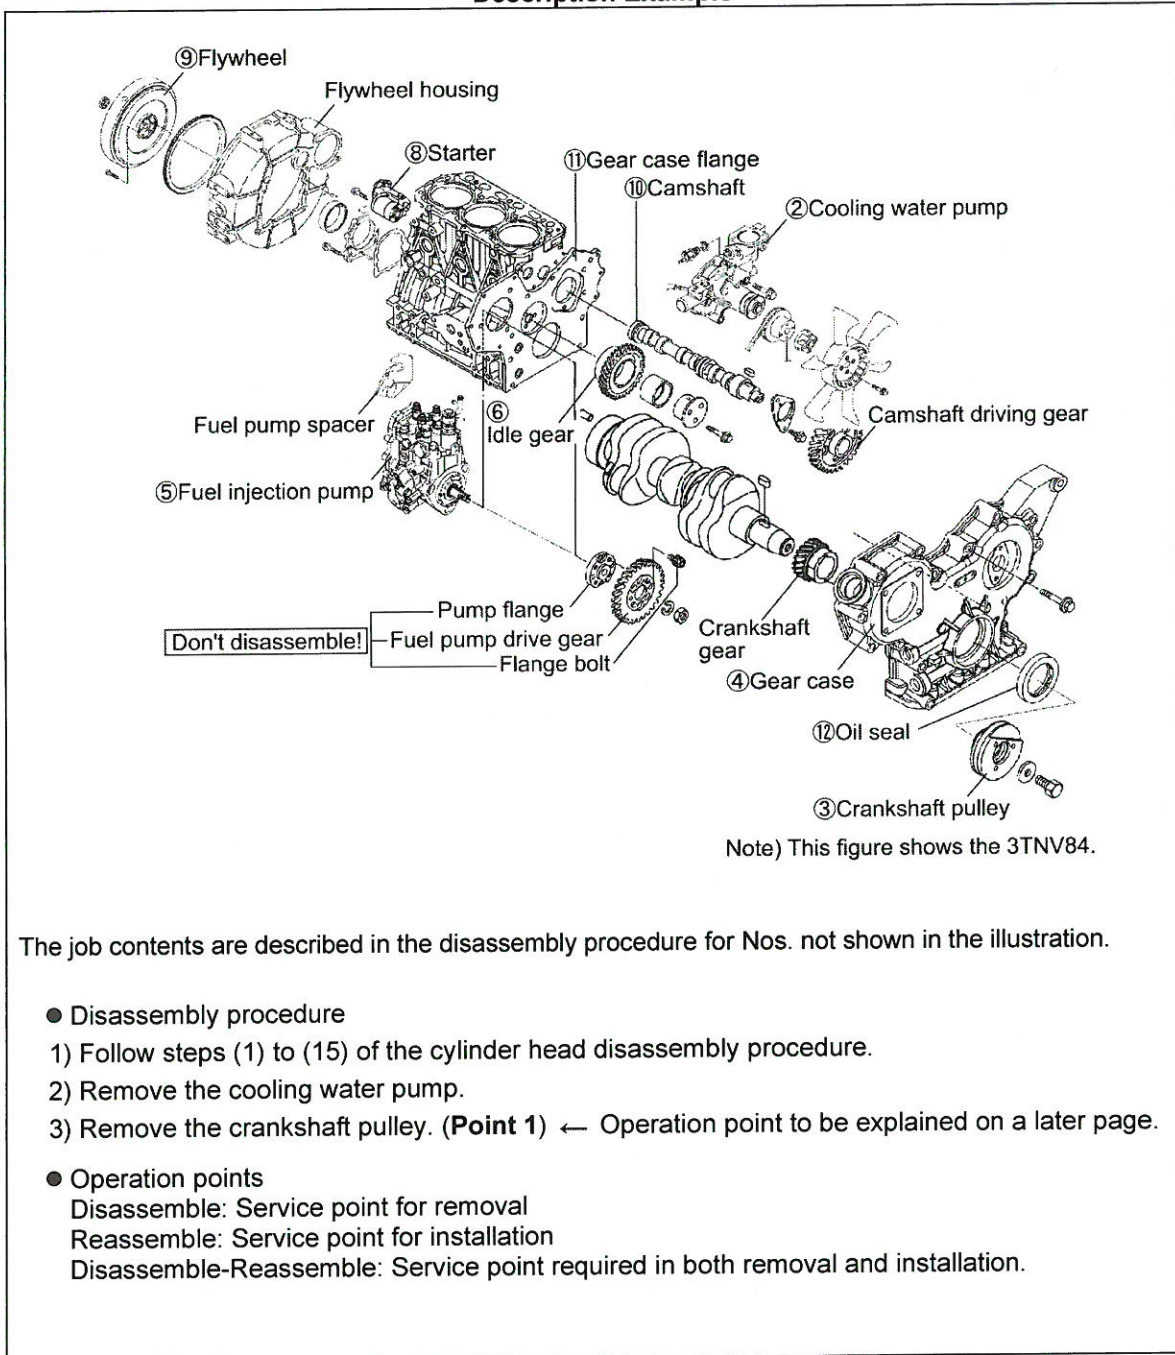 Description Example
⑨Flywheel
Flywheel housing
⑧Starter
⑪Gear case flange
⑩Camshaft
②Cooling water pump
Fuel pump spacer
⑥
Idle gear
Camshaft driving gear
⑤Fuel injection pump
Pump flange
Don't disassemble!
Fuel pump drive gear
Flange bolt
Crankshaft
gear
④Gear case
⑫Oil seal
③Crankshaft pulley
Note) This figure shows the 3TNV84.
The job contents are described in the disassembly procedure for Nos. not shown in the illustration.
● Disassembly procedure
1) Follow steps (1) to (15) of the cylinder head disassembly procedure.
2) Remove the cooling water pump.
3) Remove the crankshaft pulley. (Point 1) ← Operation point to be explained on a later page.
● Operation points
Disassemble: Service point for removal
Reassemble: Service point for installation
Disassemble-Reassemble: Service point required in both removal and installation.